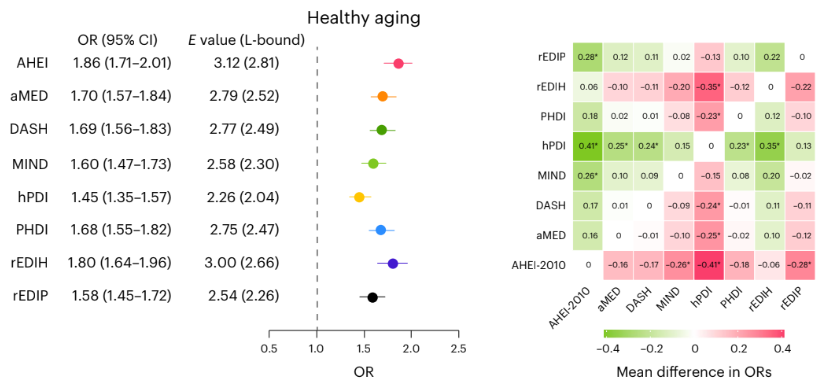 Healthy aging
OR (95% CI) E value (L-bound)
AHEI 1.86 (1.71–2.01) 3.12 (2.81)
aMED 1.70 (1.57–1.84) 2.79 (2.52)
DASH 1.69 (1.56–1.83) 2.77 (2.49)
MIND 1.60 (1.47–1.73) 2.58 (2.30)
hPDI 1.45 (1.35–1.57) 2.26 (2.04)
PHDI 1.68 (1.55–1.82) 2.75 (2.47)
rEDIH 1.80 (1.64–1.96) 3.00 (2.66)
rEDIP 1.58 (1.45–1.72) 2.54 (2.26)
0.5 1.0 1.5 2.0 2.5
OR
rEDIP 0.28* 0.12 0.11 0.02 −0.13 0.10 0.22 0
rEDIH 0.06 −0.10 −0.11 −0.20 −0.35* −0.12 0 −0.22
PHDI 0.18 0.02 0.01 −0.08 −0.23* 0 0.12 −0.10
hPDI 0.41* 0.25* 0.24* 0.15 0 0.23* 0.35* 0.13
MIND 0.26* 0.10 0.09 0 −0.15 0.08 0.20 −0.02
DASH 0.17 0.01 0 −0.09 −0.24* −0.01 0.11 −0.11
aMED 0.16 0 −0.01 −0.10 −0.25* −0.02 0.10 −0.12
AHEI-2010 0 −0.16 −0.17 −0.26* −0.41* −0.18 −0.06 −0.28*
AHEI-2010 aMED DASH MIND hPDI PHDI rEDIH rEDIP
−0.4 −0.2 0 0.2 0.4
Mean difference in ORs